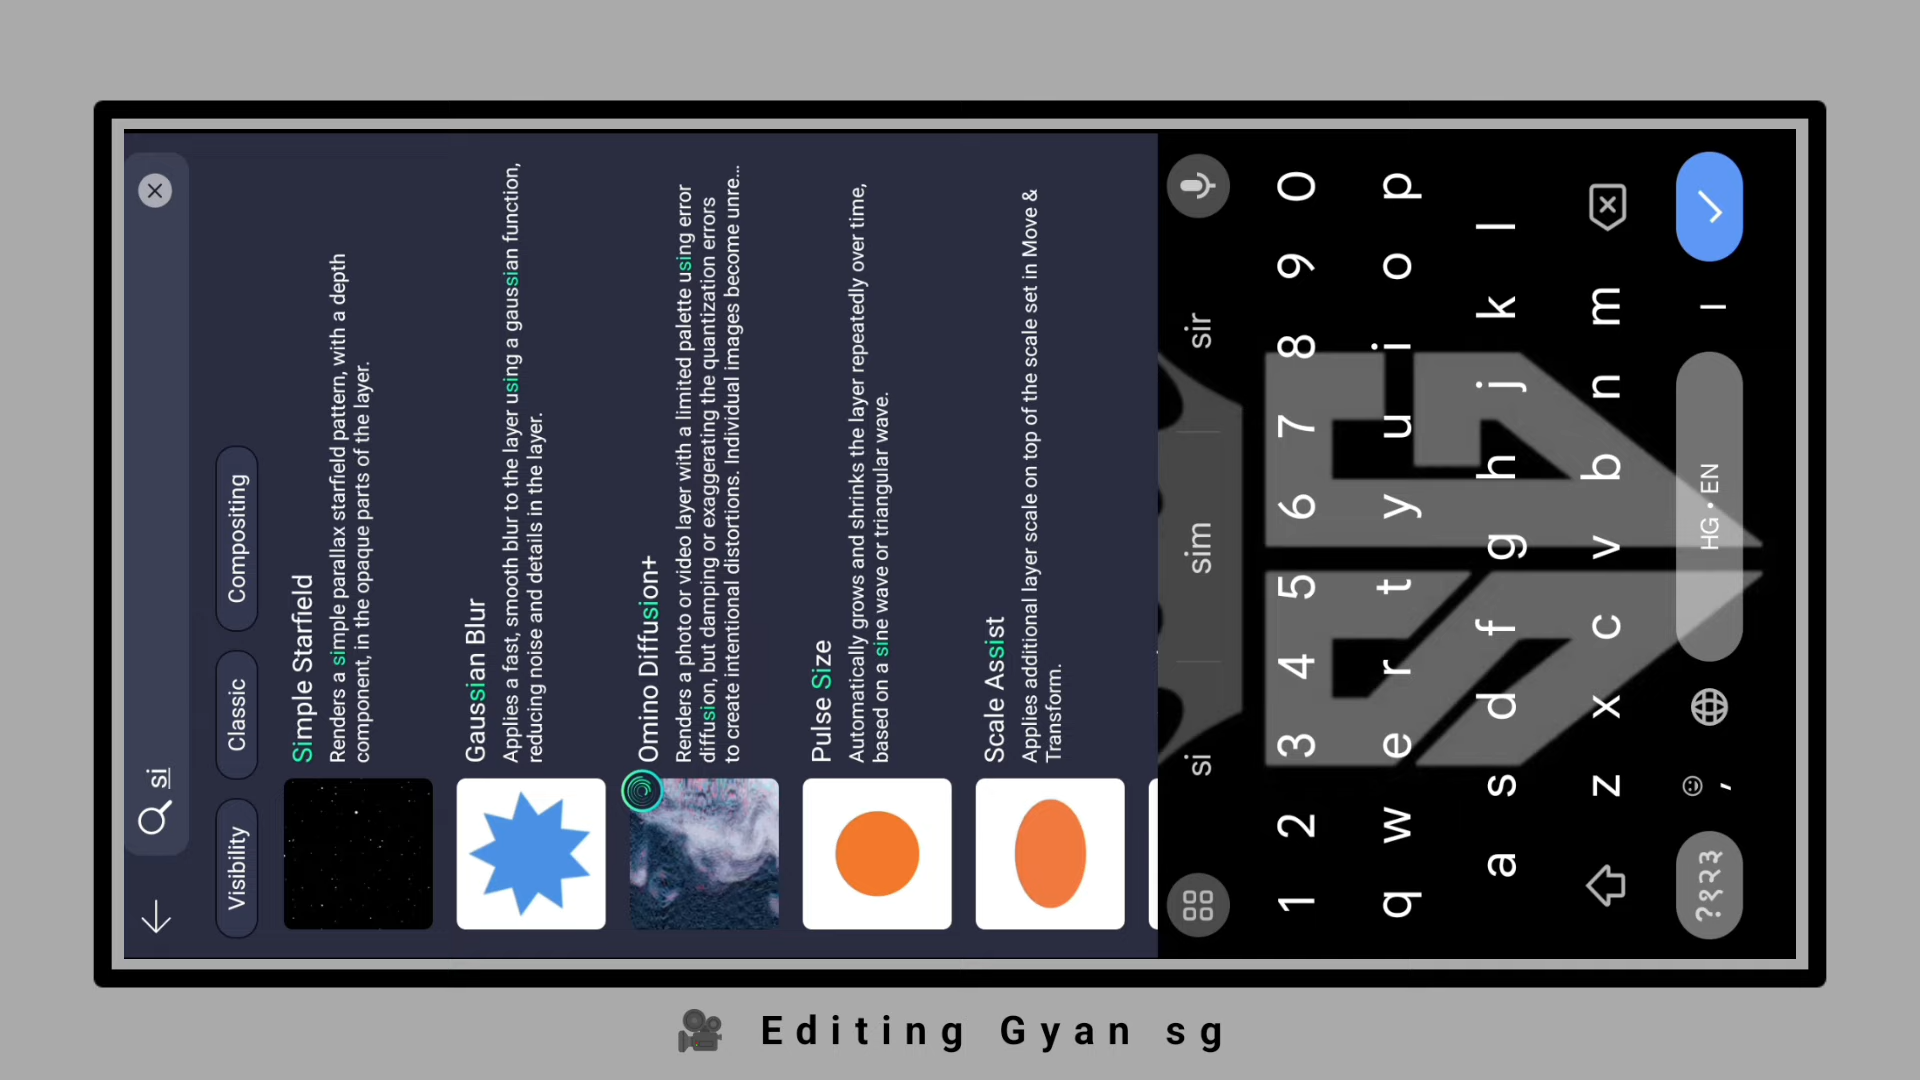 si
Visibility Classic Compositing
Simple Starfield
Renders a simple parallax starfield pattern, with a depth
component, in the opaque parts of the layer.
Gaussian Blur
Applies a fast, smooth blur to the layer using a gaussian function,
reducing noise and details in the layer.
Omino Diffusion+
Renders a photo or video layer with a limited palette using error
diffusion, but damping or exaggerating the quantization errors
to create intentional distortions. Individual images become unre...
Pulse Size
Automatically grows and shrinks the layer repeatedly over time,
based on a sine wave or triangular wave.
Scale Assist
Applies additional layer scale on top of the scale set in Move &
Transform.
si sim sir
1 2 3 4 5 6 7 8 9 0
q w e r t y u i o p
a s d f g h j k l
z x c v b n m
?१२३ , HG • EN |
Editing Gyan sg